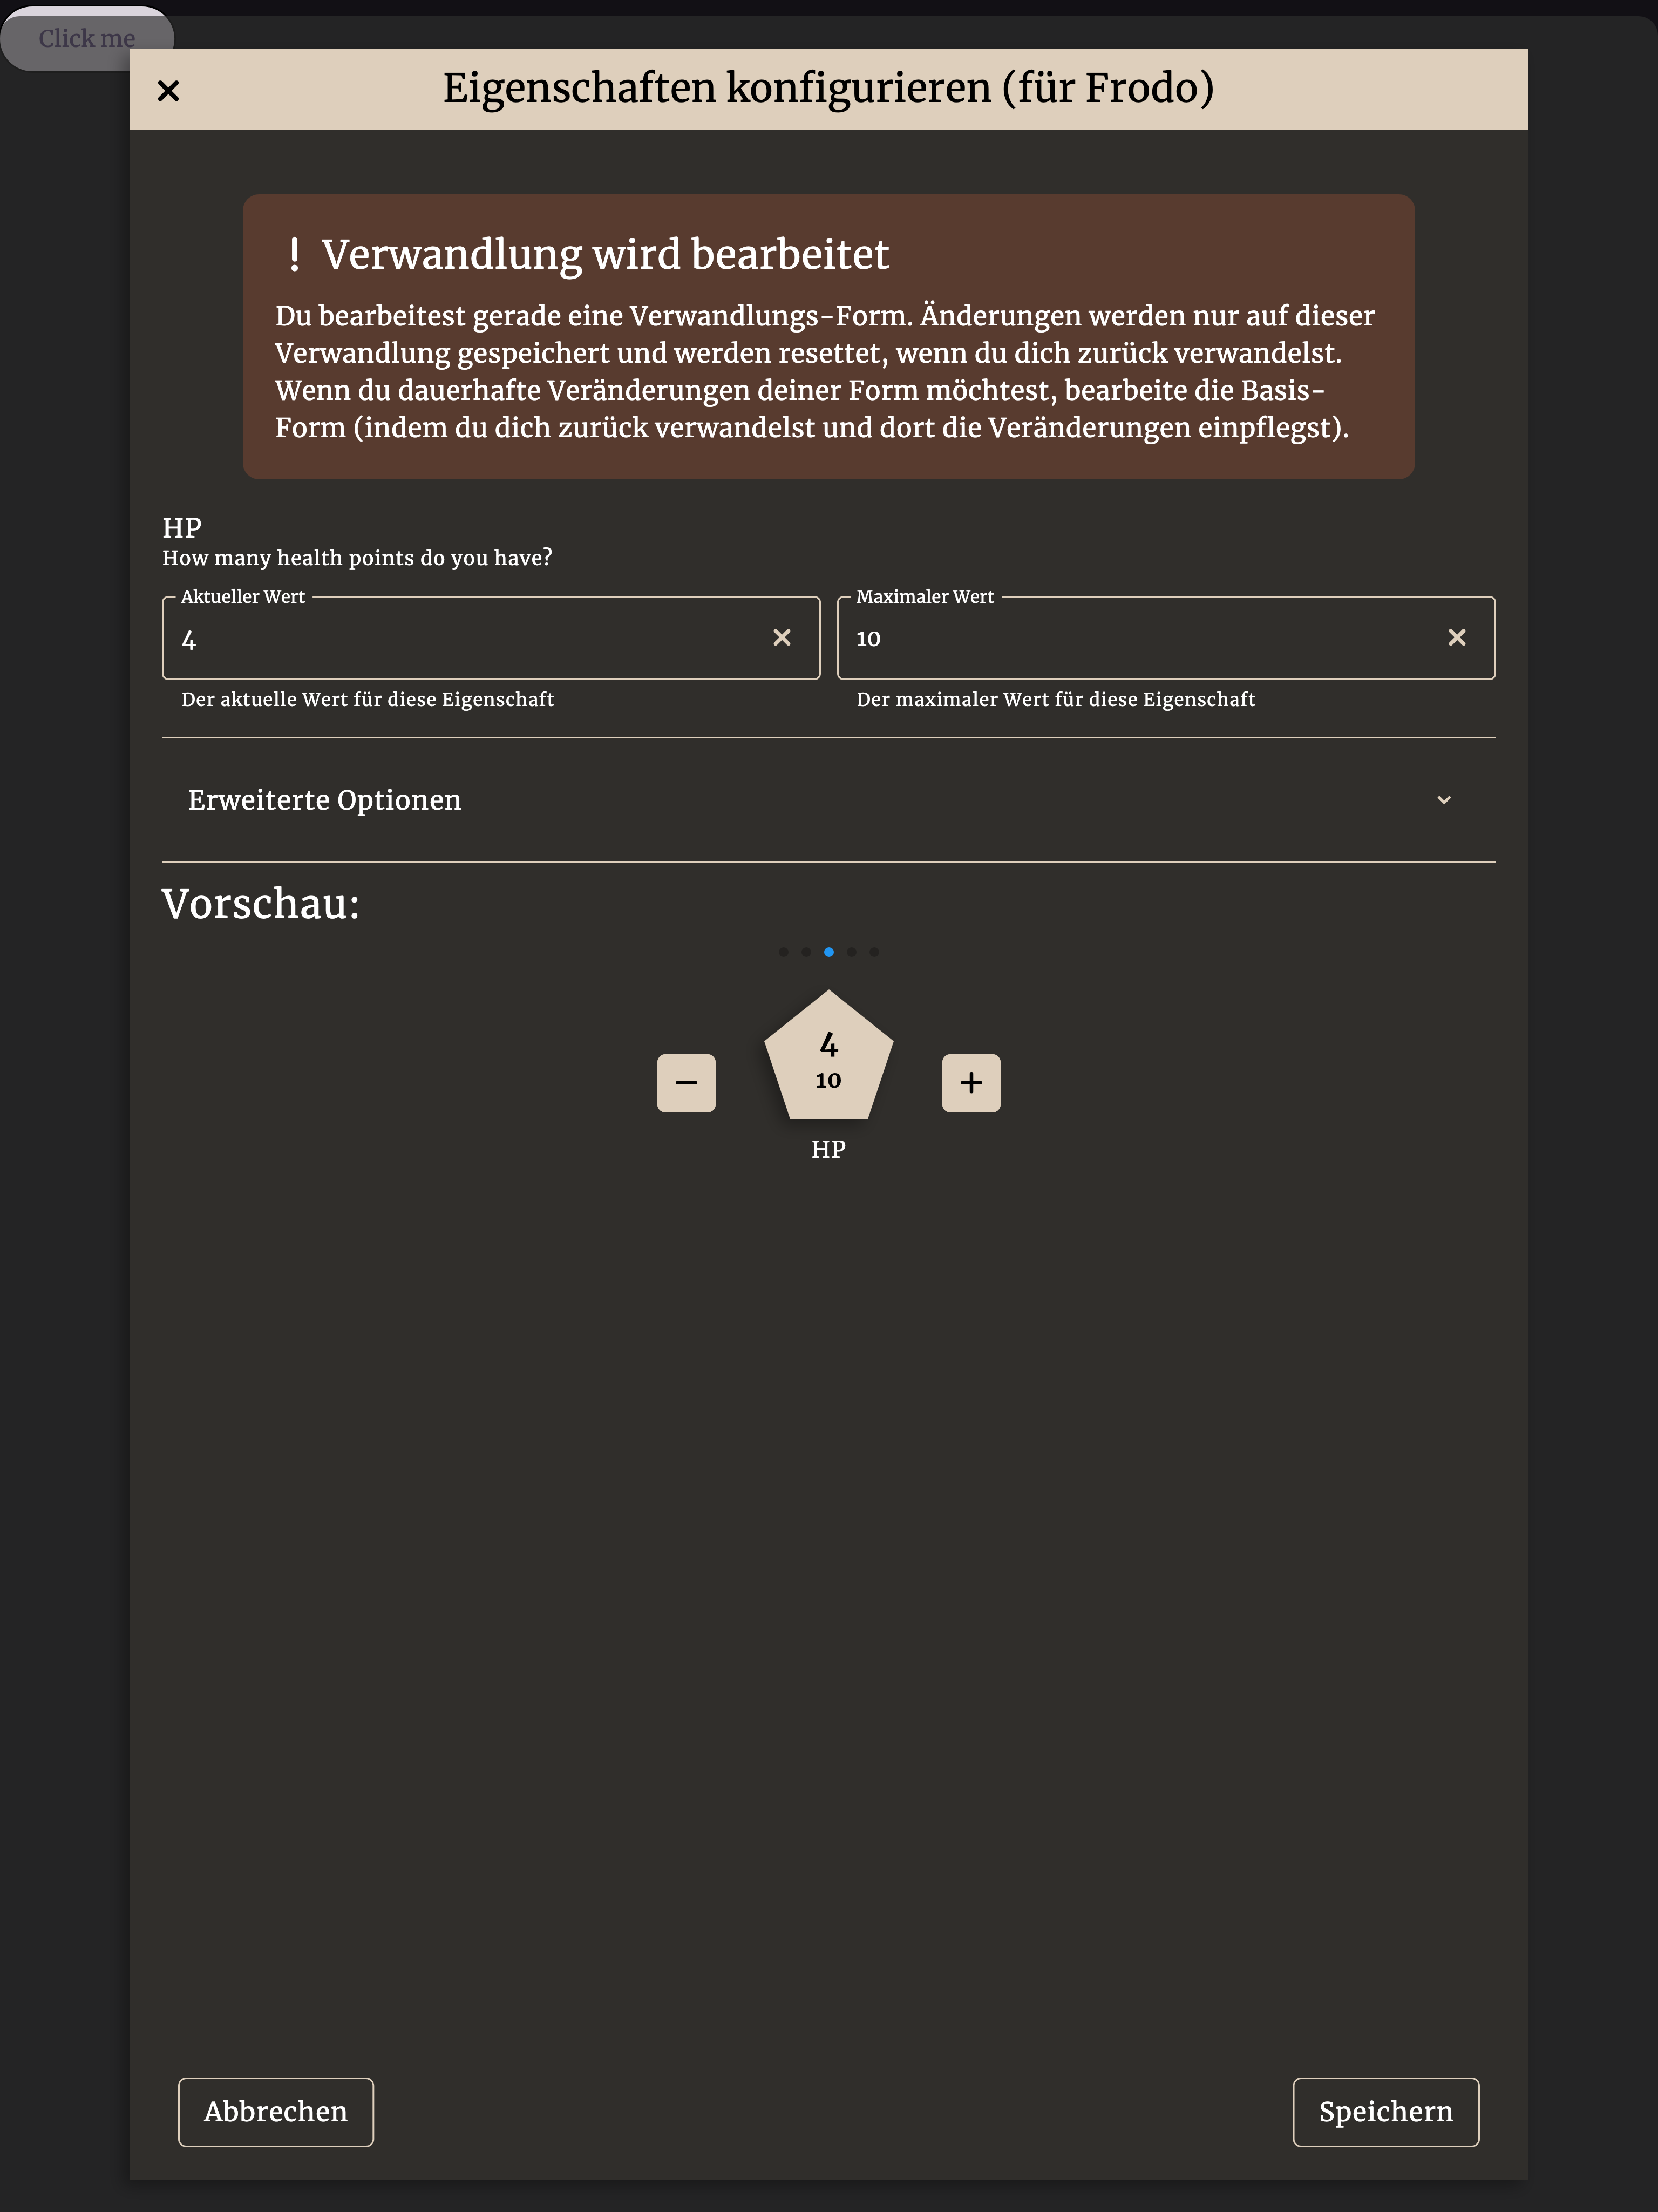 Click me
Eigenschaften konfigurieren (für Frodo)
! Verwandlung wird bearbeitet
Du bearbeitest gerade eine Verwandlungs-Form. Änderungen werden nur auf dieser
Verwandlung gespeichert und werden resettet, wenn du dich zurück verwandelst.
Wenn du dauerhafte Veränderungen deiner Form möchtest, bearbeite die Basis-
Form (indem du dich zurück verwandelst und dort die Veränderungen einpflegst).
HP
How many health points do you have?
Aktueller Wert
4
Der aktuelle Wert für diese Eigenschaft
Maximaler Wert
10
Der maximaler Wert für diese Eigenschaft
Erweiterte Optionen
Vorschau:
4
10
HP
Abbrechen
Speichern